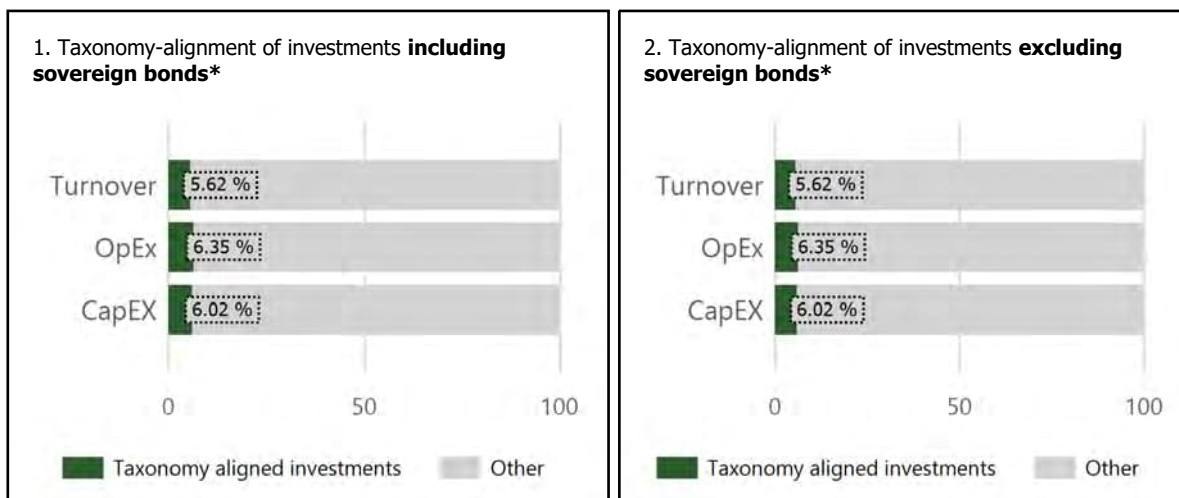 1. Taxonomy-alignment of investments including
sovereign bonds*
Turnover
5.62 %
OpEx
6.35 %
CapEX
6.02 %
0
50
100
Taxonomy aligned investments
Other
2. Taxonomy-alignment of investments excluding
sovereign bonds*
Turnover
5.62 %
OpEx
6.35 %
CapEX
6.02 %
0
50
100
Taxonomy aligned investments
Other